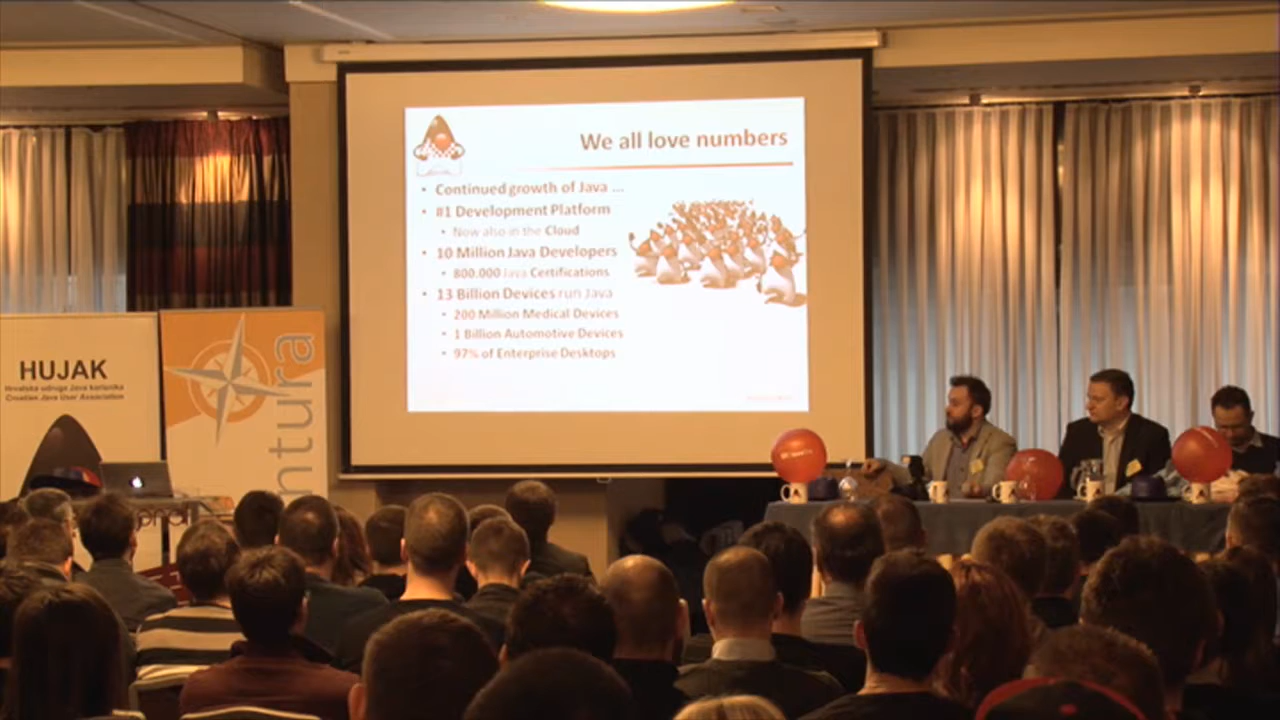 We all love numbers
• Continued growth of Java ...
• #1 Development Platform
• Now also in the Cloud
• 10 Million Java Developers
• 800.000 Java Certifications
• 13 Billion Devices run Java
• 200 Million Medical Devices
• 1 Billion Automotive Devices
• 97% of Enterprise Desktops
HUJAK
Hrvatska udruga Java korisnika
Croatian Java User Association
ntura